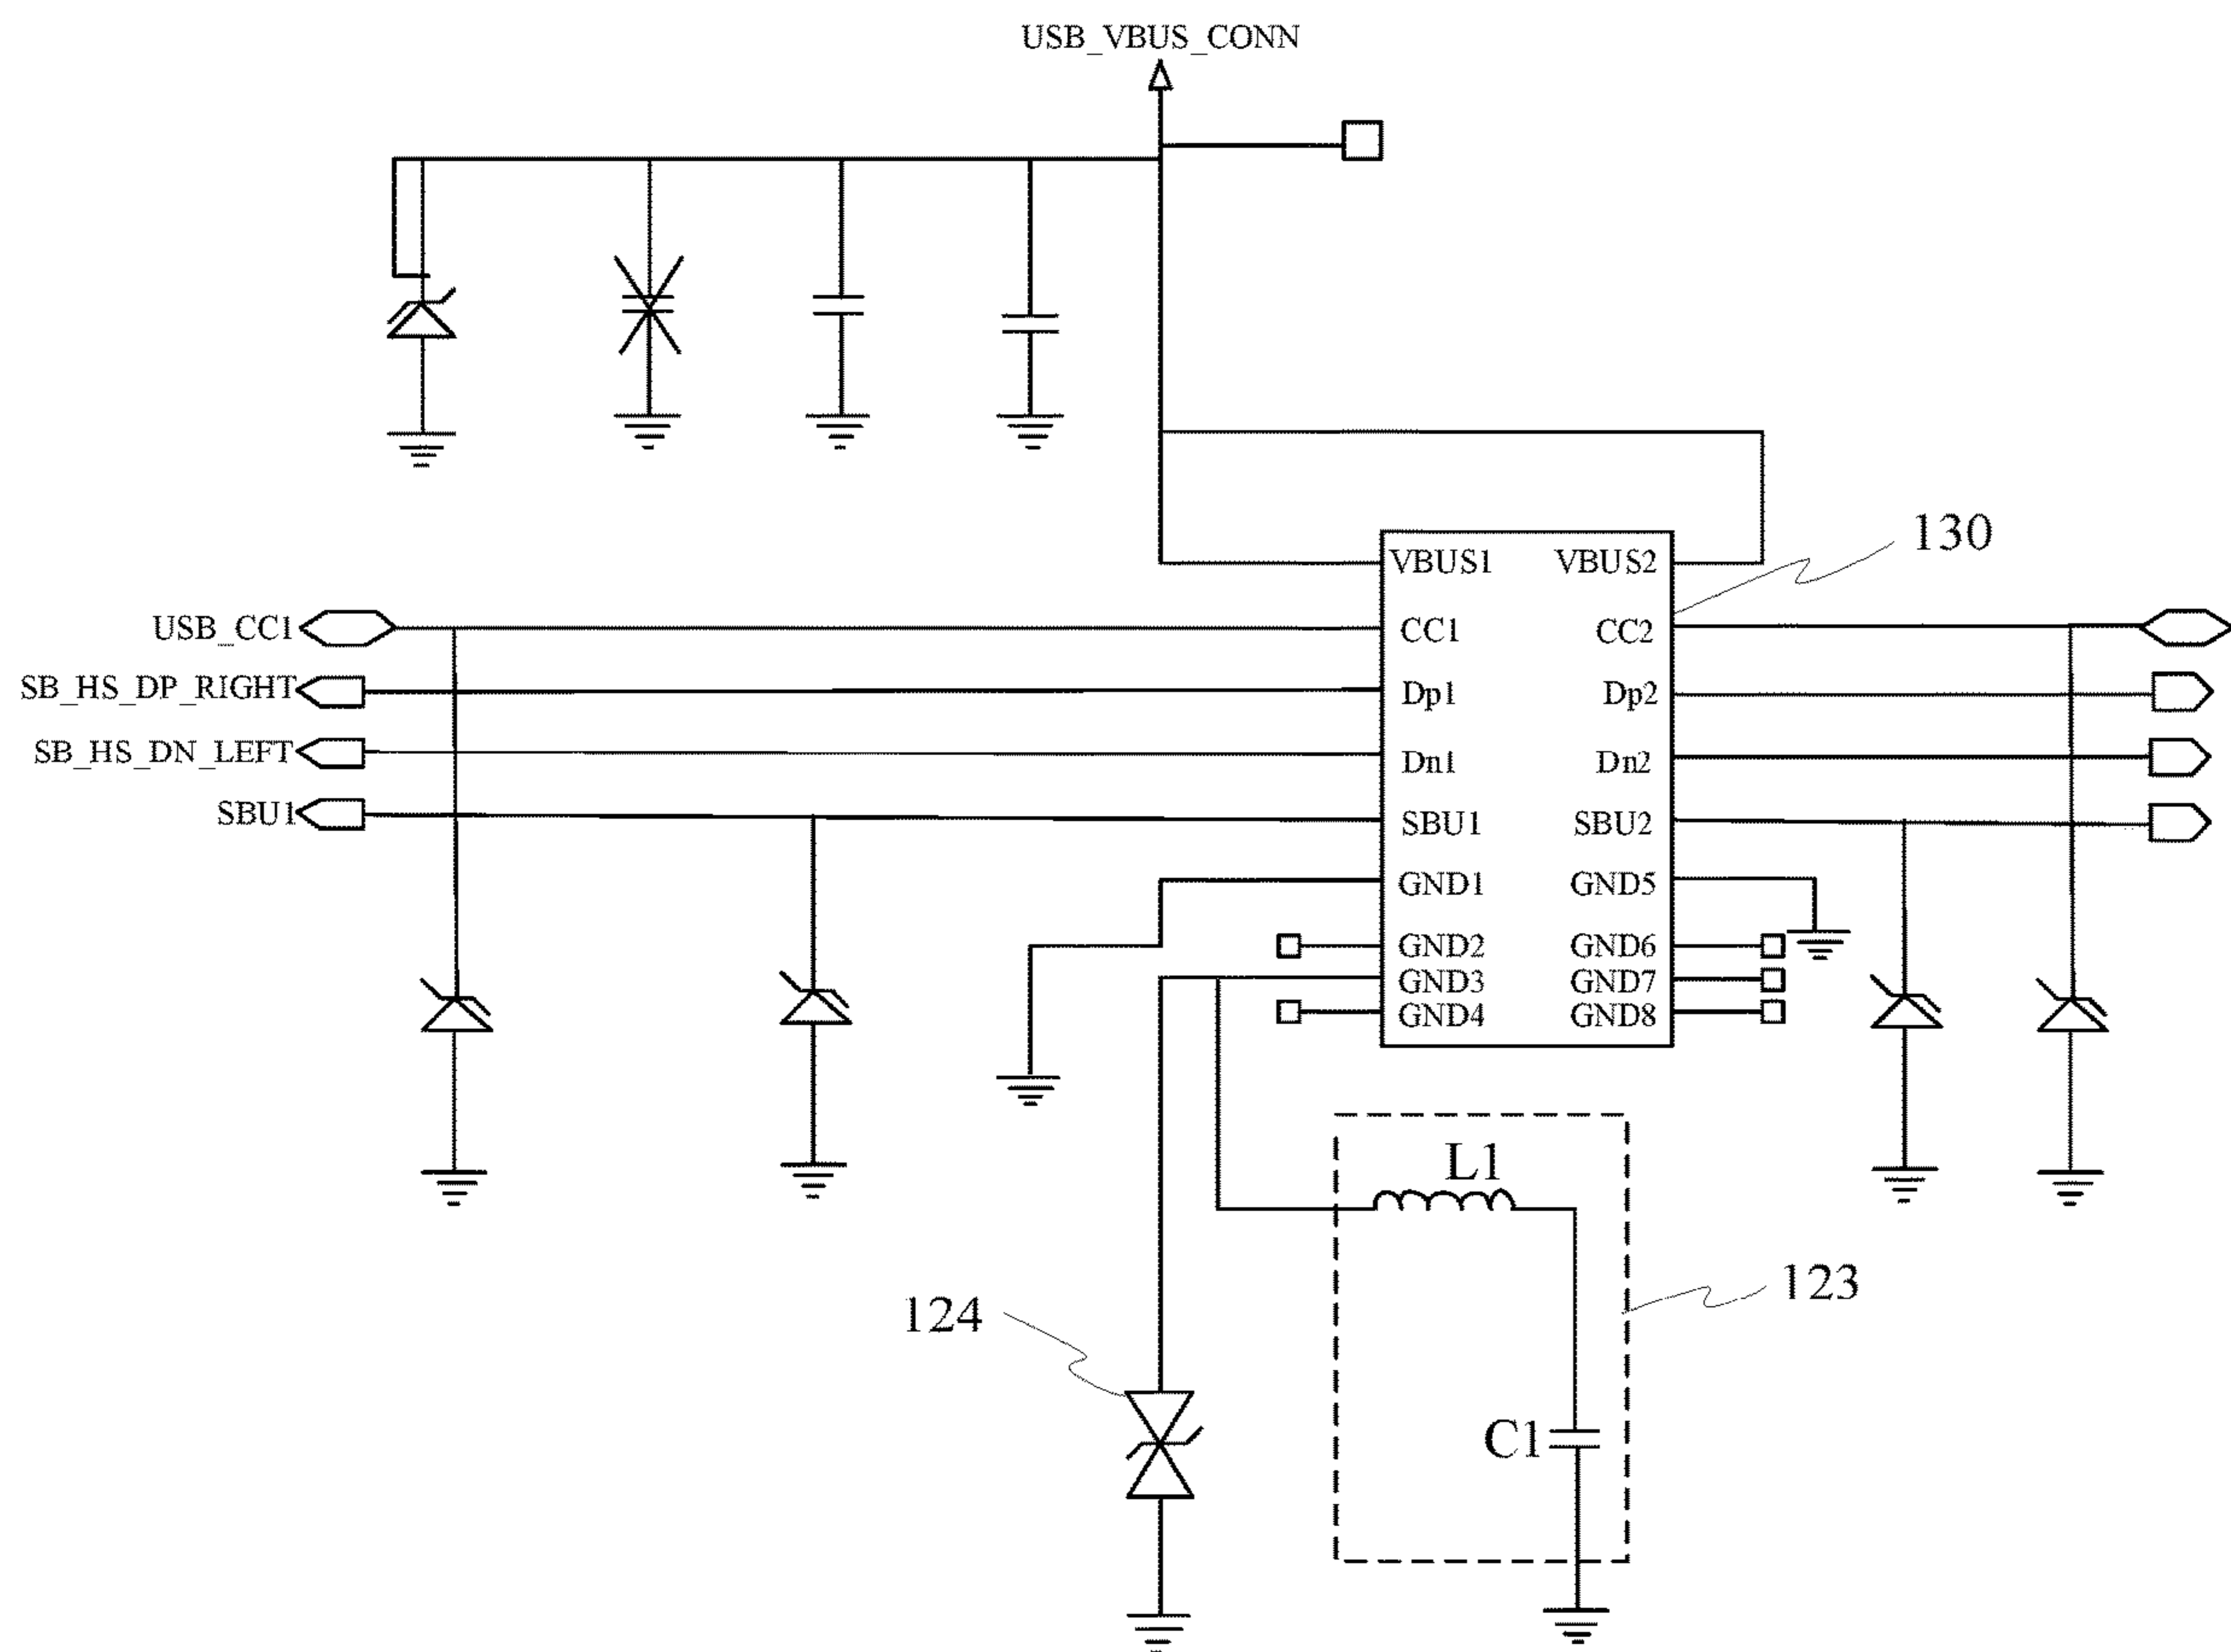 USB_VBUS_CONN
130
VBUS1 VBUS2
USB_CC1 CC1 CC2
SB_HS_DP_RIGHT Dp1 Dp2
SB_HS_DN_LEFT Dn1 Dn2
SBU1 SBU1 SBU2
GND1 GND5
GND2 GND6
GND3 GND7
GND4 GND8
L1
123
124
C1